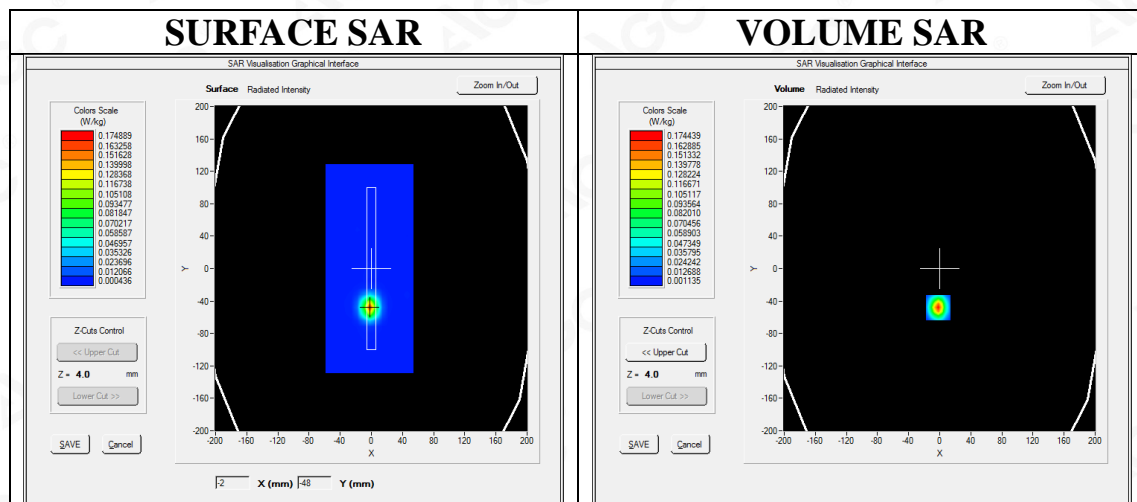 SURFACE SAR
SAR Visualisation Graphical Interface
Surface Radiated Intensity
Zoom In/Out
Colors Scale
(W/kg)
0.174889
0.163258
0.151628
0.139998
0.128368
0.116738
0.105108
0.093477
0.081847
0.070217
0.058587
0.046957
0.035326
0.023696
0.012066
0.000436
200
160
120
80
40
0
-40
-80
-120
-160
-200
Y
-200 -160 -120 -80 -40 0 40 80 120 160 200
X
Z-Cuts Control
<< Upper Cut
Z = 4.0 mm
Lower Cut >>
SAVE Cancel
-2 X (mm) -48 Y (mm)
VOLUME SAR
SAR Visualisation Graphical Interface
Volume Radiated Intensity
Zoom In/Out
Colors Scale
(W/kg)
0.174439
0.162885
0.151332
0.139778
0.128224
0.116671
0.105117
0.093564
0.082010
0.070456
0.058903
0.047349
0.035795
0.024242
0.012688
0.001135
200
160
120
80
40
0
-40
-80
-120
-160
-200
Y
-200 -160 -120 -80 -40 0 40 80 120 160 200
X
Z-Cuts Control
<< Upper Cut
Z = 4.0 mm
Lower Cut >>
SAVE Cancel